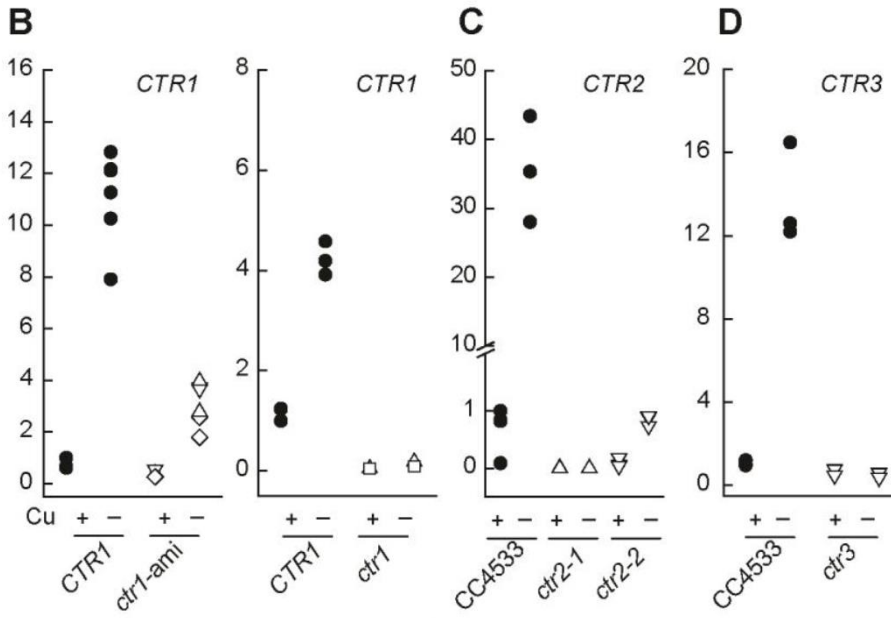 B
C
D
CTR1
CTR1
CTR2
CTR3
16
14
12
10
8
6
4
2
0
8
6
4
2
0
50
40
30
20
10
1
0
20
16
12
8
4
0
Cu + − + −
+ − + −
+ − + − + −
+ − + −
CTR1
ctr1-ami
CTR1
ctr1
CC4533
ctr2-1
ctr2-2
CC4533
ctr3